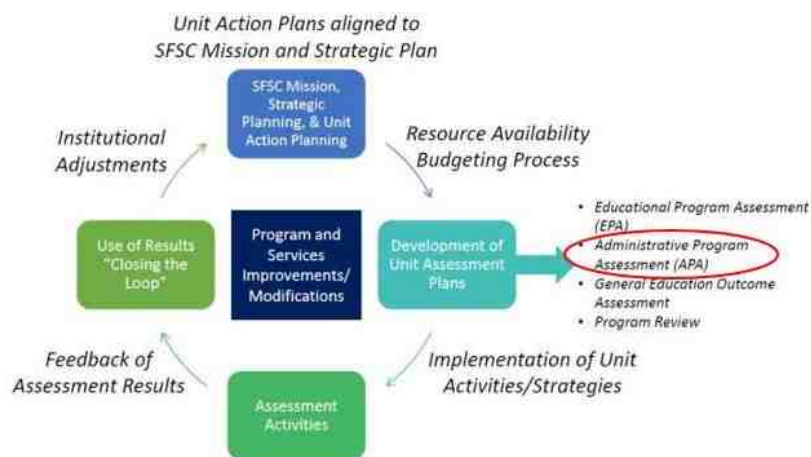 Unit Action Plans aligned to
SFSC Mission and Strategic Plan
SFSC Mission,
Strategic
Planning, & Unit
Action Planning
Institutional
Adjustments
Resource Availability
Budgeting Process
Use of Results
"Closing the
Loop"
Program and
Services
Improvements/
Modifications
Development of
Unit Assessment
Plans
• Educational Program Assessment
(EPA)
• Administrative Program
Assessment (APA)
• General Education Outcome
Assessment
• Program Review
Feedback of
Assessment Results
Implementation of Unit
Activities/Strategies
Assessment
Activities